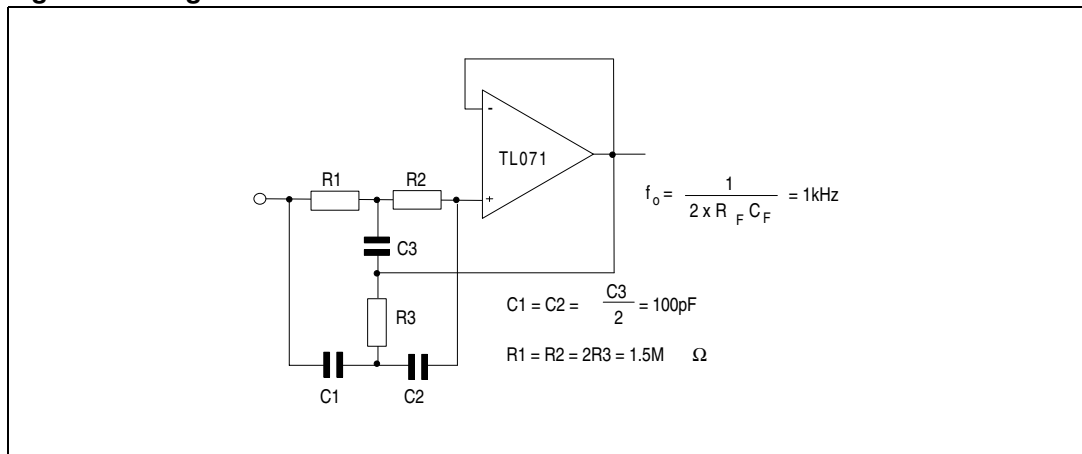 -
TL071
R1
R2
+
f o = 1 / 2 x R F C F = 1kHz
C3
C1 = C2 = C3 / 2 = 100pF
R3
R1 = R2 = 2R3 = 1.5M Ω
C1
C2